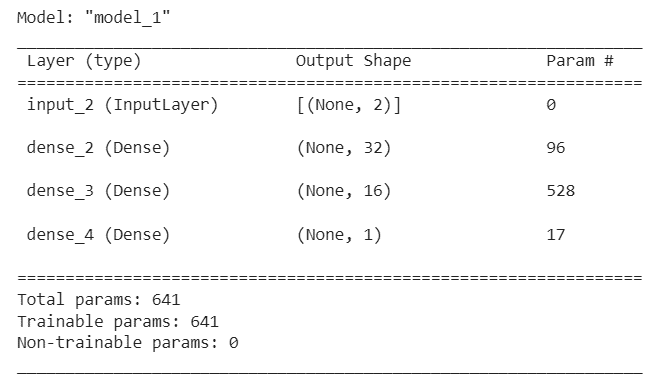 Model: "model_1"
Layer (type) Output Shape Param #
input_2 (InputLayer) [(None, 2)] 0
dense_2 (Dense) (None, 32) 96
dense_3 (Dense) (None, 16) 528
dense_4 (Dense) (None, 1) 17
Total params: 641
Trainable params: 641
Non-trainable params: 0